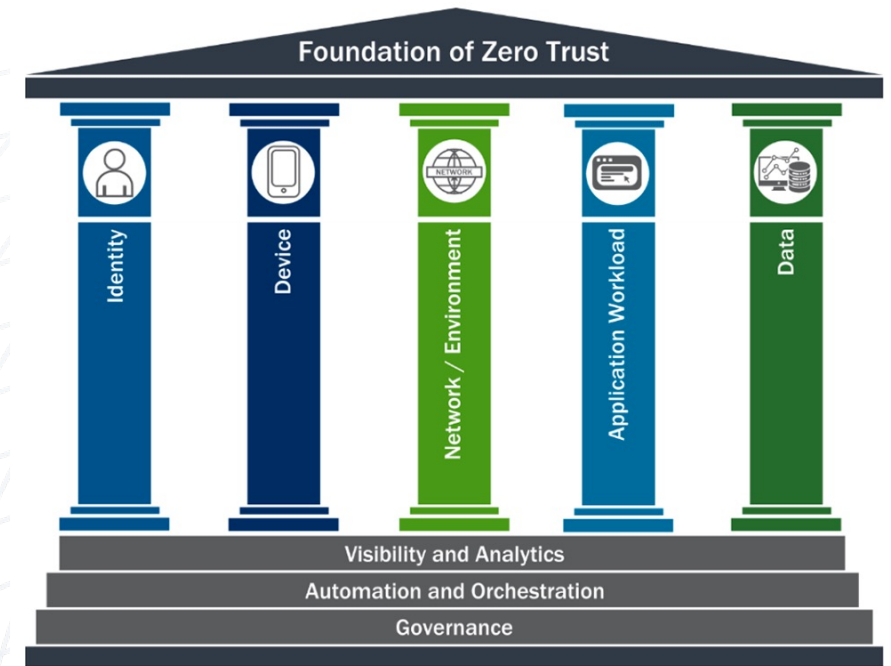 Foundation of Zero Trust
NETWORK
Identity
Device
Network / Environment
Application Workload
Data
Visibility and Analytics
Automation and Orchestration
Governance